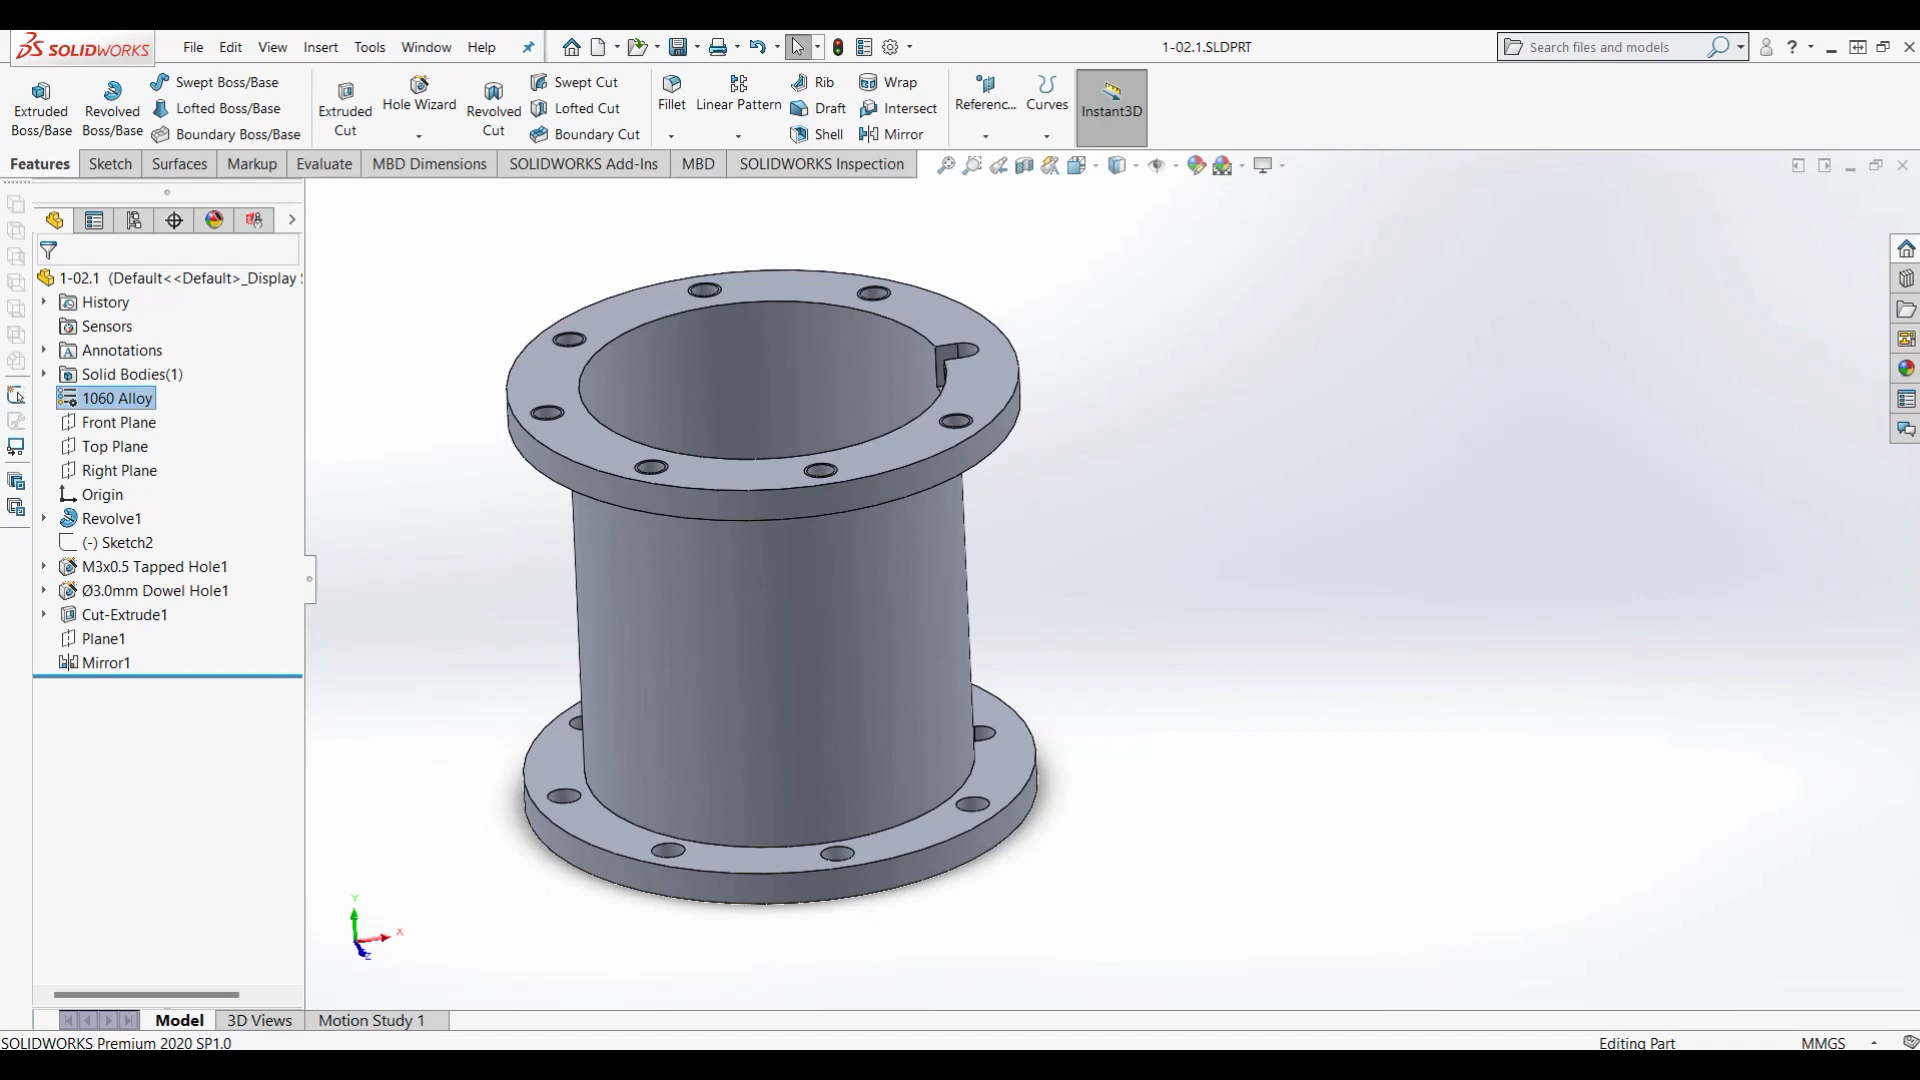 SOLIDWORKS File Edit View Insert Tools Window Help 1-02.1.SLDPRT Search files and models ?
Extruded Boss/Base
Revolved Boss/Base
Swept Boss/Base
Lofted Boss/Base
Boundary Boss/Base
Extruded Cut
Hole Wizard
Revolved Cut
Swept Cut
Lofted Cut
Boundary Cut
Fillet
Linear Pattern
Rib
Draft
Shell
Wrap
Intersect
Mirror
Referenc...
Curves
Instant3D
Features Sketch Surfaces Markup Evaluate MBD Dimensions SOLIDWORKS Add-Ins MBD SOLIDWORKS Inspection
1-02.1 (Default<<Default>_Display
History
Sensors
Annotations
Solid Bodies(1)
1060 Alloy
Front Plane
Top Plane
Right Plane
Origin
Revolve1
(-) Sketch2
M3x0.5 Tapped Hole1
Ø3.0mm Dowel Hole1
Cut-Extrude1
Plane1
Mirror1
Y
X
Z
Model 3D Views Motion Study 1
SOLIDWORKS Premium 2020 SP1.0 Editing Part MMGS